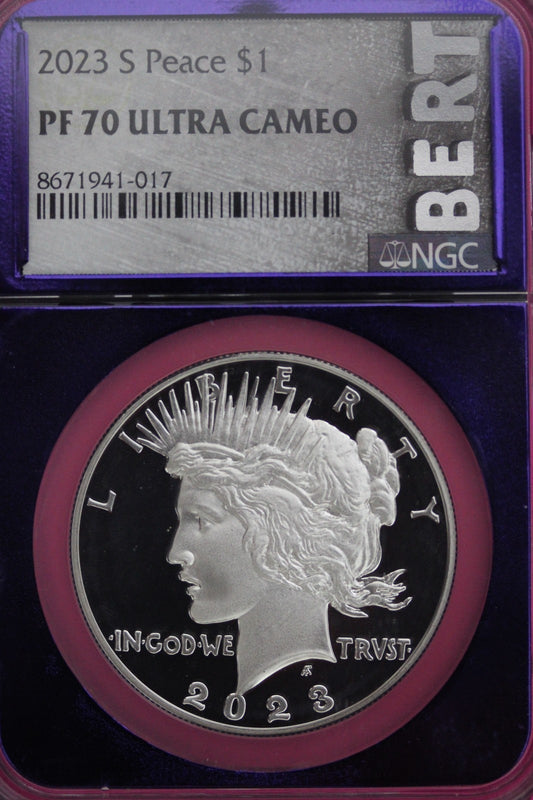 2023 S Peace $1
PF 70 ULTRA CAMEO
8671941-017
BERT
NGC
LIBERTY
·IN·GOD·WE TRVST·
2023